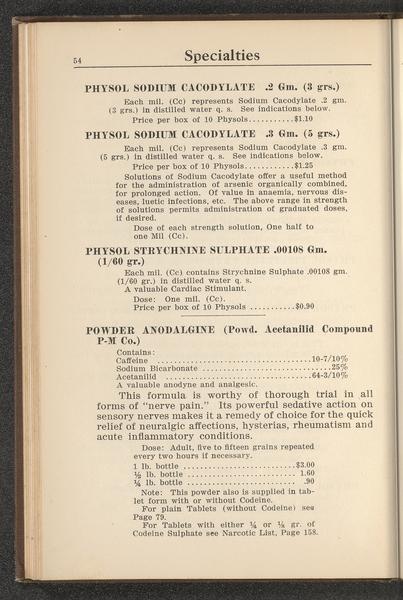 54
Specialties
PHYSOL SODIUM CACODYLATE .2 Gm. (3 grs.)
Each mil. (Cc) represents Sodium Cacodylate .2 gm.
(3 grs.) in distilled water q. s. See indications below.
Price per box of 10 Physols...........$1.10
PHYSOL SODIUM CACODYLATE .3 Gm. (5 grs.)
Each mil. (Cc) represents Sodium Cacodylate .3 gm.
(5 grs.) in distilled water q. s. See indications below.
Price per box of 10 Physols............$1.25
Solutions of Sodium Cacodylate offer a useful method
for the administration of arsenic organically combined,
for prolonged action. Of value in anaemia, nervous dis-
eases, luetic infections, etc. The above range in strength
of solutions permits administration of graduated doses,
if desired.
Dose of each strength solution, One half to
one Mil (Cc).
PHYSOL STRYCHNINE SULPHATE .00108 Gm.
(1/60 gr.)
Each mil. (Cc) contains Strychnine Sulphate .00108 gm.
(1/60 gr.) in distilled water q. s.
A valuable Cardiac Stimulant.
Dose: One mil. (Cc).
Price per box of 10 Physols ...........$0.90
POWDER ANODALGINE (Powd. Acetanilid Compound
P-M Co.)
Contains:
Caffeine ....................................10-7/10%
Sodium Bicarbonate ..............................25%
Acetanilid ..................................64-3/10%
A valuable anodyne and analgesic.
This formula is worthy of thorough trial in all
forms of "nerve pain." Its powerful sedative action on
sensory nerves makes it a remedy of choice for the quick
relief of neuralgic affections, hysterias, rheumatism and
acute inflammatory conditions.
Dose: Adult, five to fifteen grains repeated
every two hours if necessary.
1 lb. bottle ..........................$3.00
½ lb. bottle ......................... 1.60
¼ lb. bottle ......................... .90
Note: This powder also is supplied in tab-
let form with or without Codeine.
For plain Tablets (without Codeine) see
Page 79.
For Tablets with either ¼ or ⅛ gr. of
Codeine Sulphate see Narcotic List, Page 158.